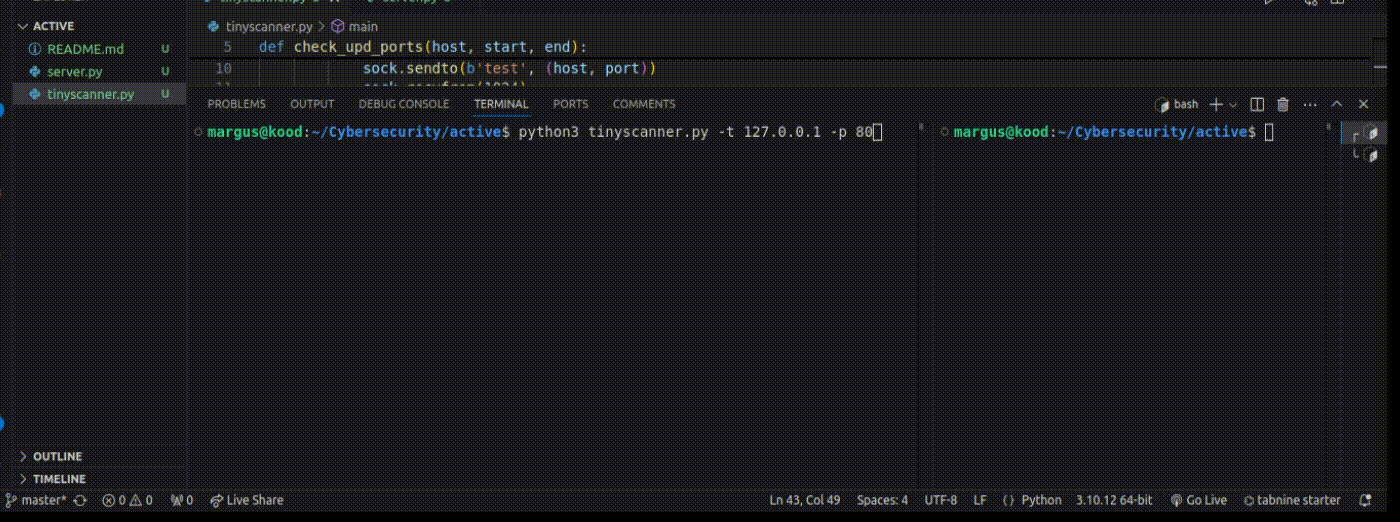 ACTIVE
README.md U
server.py U
tinyscanner.py U
OUTLINE
TIMELINE
tinyscanner.py > main
5 def check_upd_ports(host, start, end):
10 sock.sendto(b'test', (host, port))
PROBLEMS OUTPUT DEBUG CONSOLE TERMINAL PORTS COMMENTS bash
margus@kood:~/Cybersecurity/active$ python3 tinyscanner.py -t 127.0.0.1 -p 80
margus@kood:~/Cybersecurity/active$
master* 0 0 0 Live Share Ln 43, Col 49 Spaces: 4 UTF-8 LF {} Python 3.10.12 64-bit Go Live tabnine starter